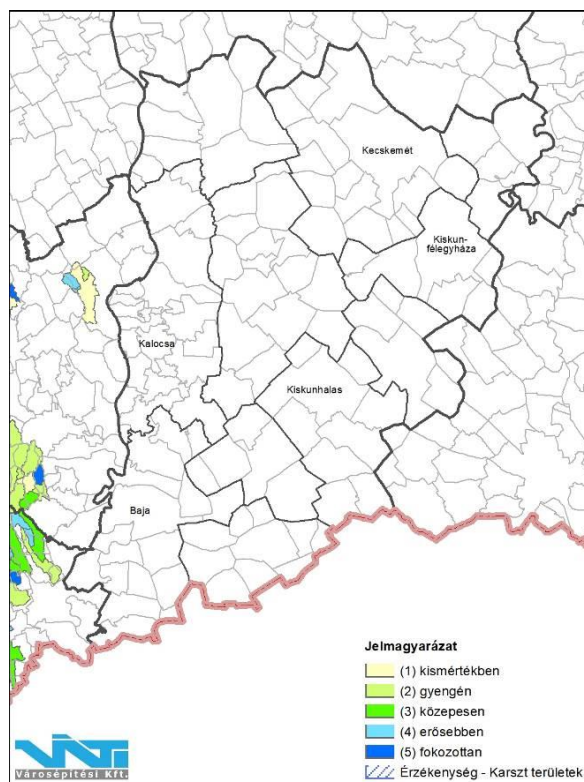 Kecskemét
Kiskun-
félegyháza
Kalocsa
Kiskunhalas
Baja
Jelmagyarázat
(1) kismértékben
(2) gyengén
(3) közepesen
(4) erősebben
(5) fokozottan
Érzékenység - Karszt területek
VÁTI
Városépítési Kft.